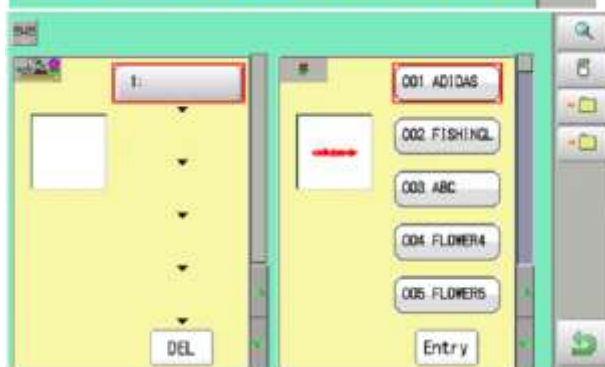 1:
DEL
001 ADIDAS
002 FISHINGL
003 ABC
004 FLOWER4
005 FLOWER5
Entry